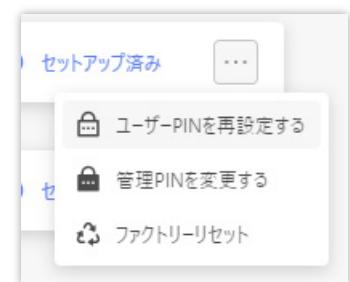 セットアップ済み
...
ユーザーPINを再設定する
セ
管理PINを変更する
ファクトリーリセット